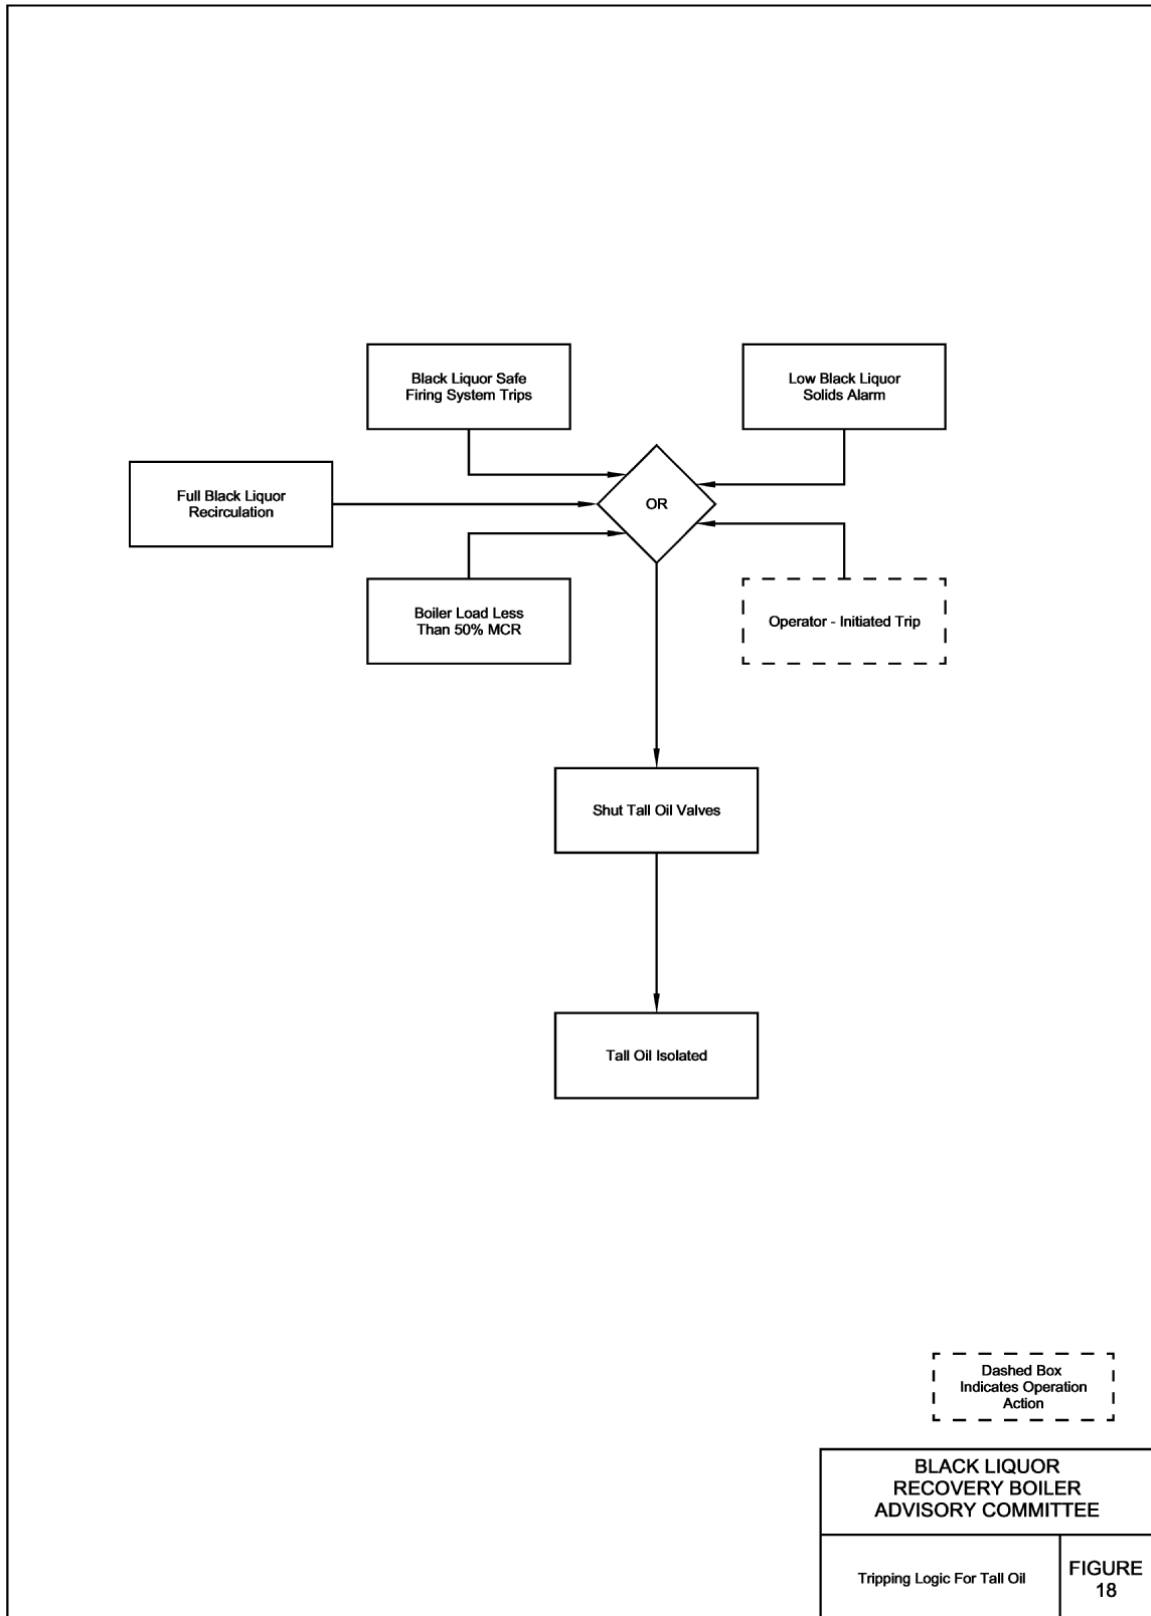 Black Liquor Safe
Firing System Trips
Low Black Liquor
Solids Alarm
Full Black Liquor
Recirculation
OR
Boiler Load Less
Than 50% MCR
Operator - Initiated Trip
Shut Tall Oil Valves
Tall Oil Isolated
Dashed Box
Indicates Operation
Action
BLACK LIQUOR
RECOVERY BOILER
ADVISORY COMMITTEE
Tripping Logic For Tall Oil
FIGURE
18